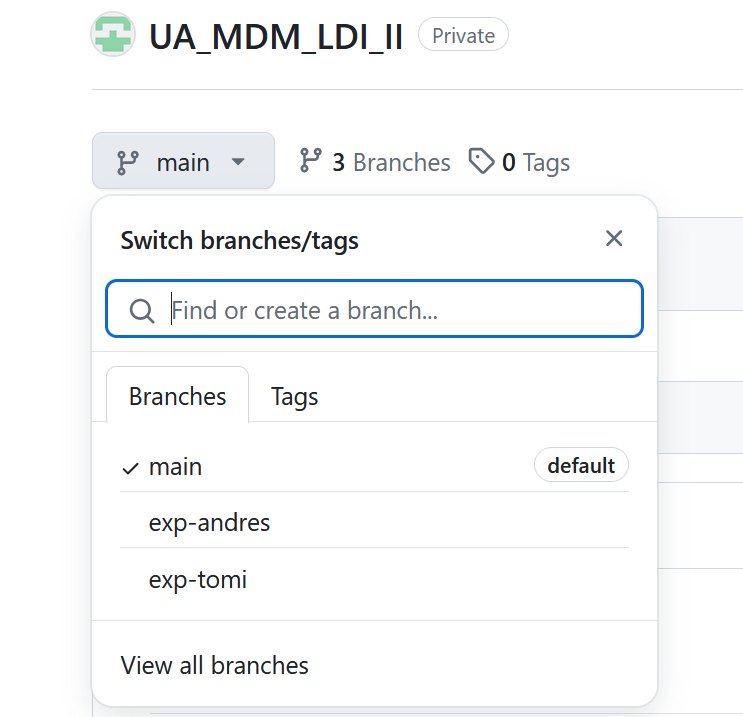 UA_MDM_LDI_II Private
main 3 Branches 0 Tags
Switch branches/tags
Find or create a branch...
Branches Tags
main default
exp-andres
exp-tomi
View all branches